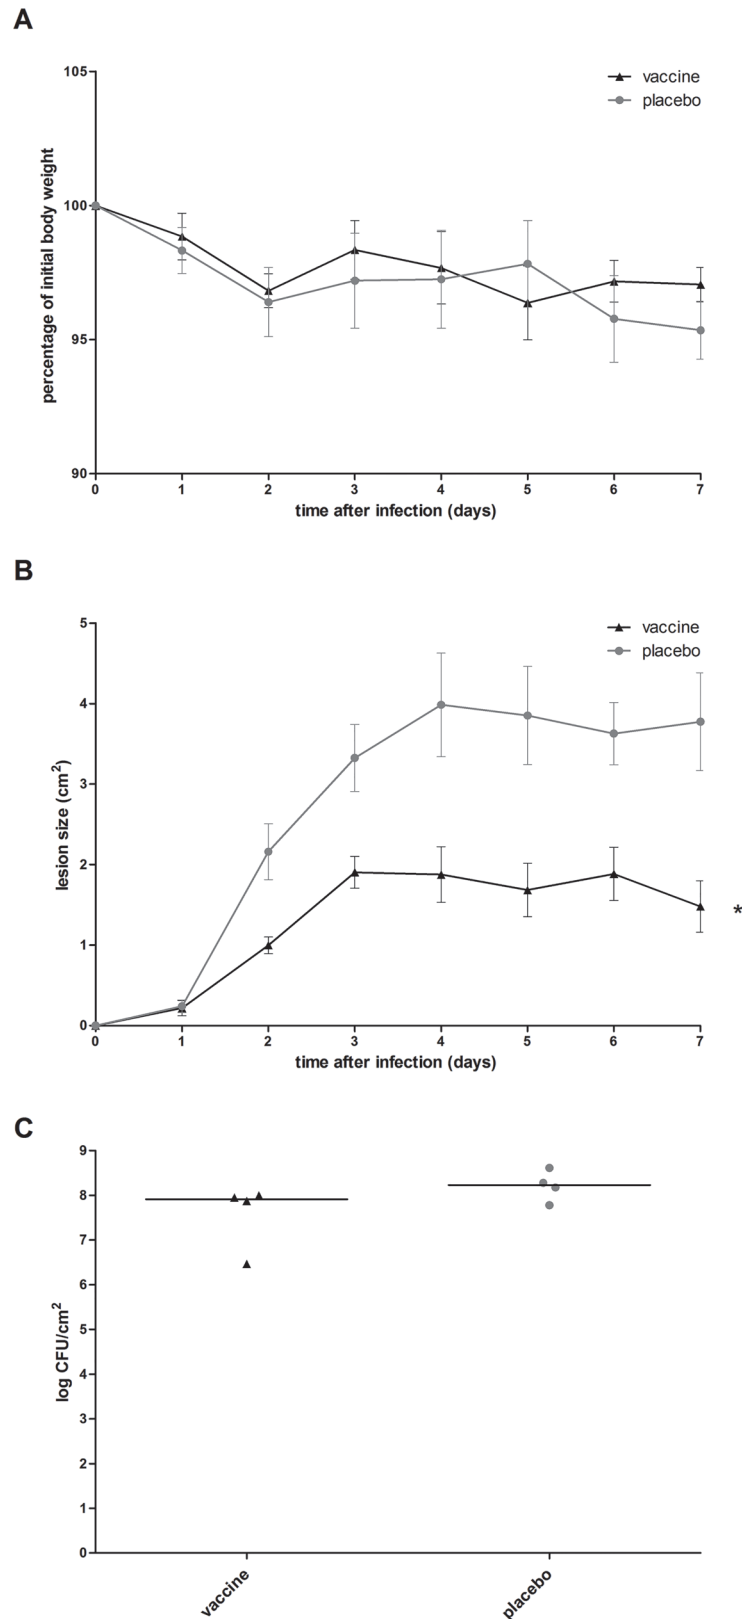 A
105
vaccine
placebo
100
95
90
percentage of initial body weight
0 1 2 3 4 5 6 7
time after infection (days)
B
5
vaccine
placebo
4
3
2
1
0
lesion size (cm²)
*
0 1 2 3 4 5 6 7
time after infection (days)
C
9
8
7
6
5
4
3
2
1
0
log CFU/cm²
vaccine
placebo